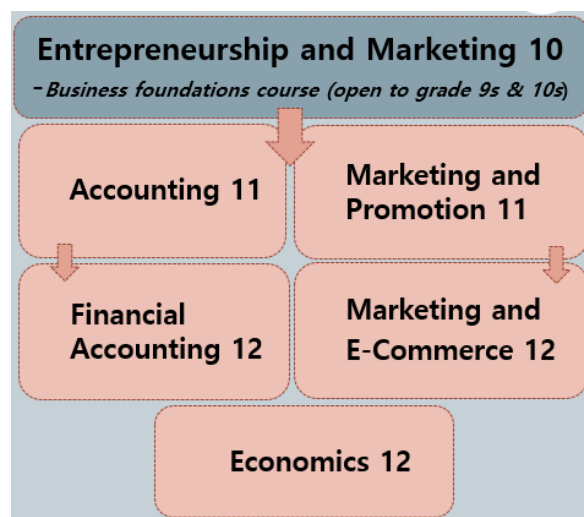 Entrepreneurship and Marketing 10
-Business foundations course (open to grade 9s & 10s)
Accounting 11
Marketing and
Promotion 11
Financial
Accounting 12
Marketing and
E-Commerce 12
Economics 12